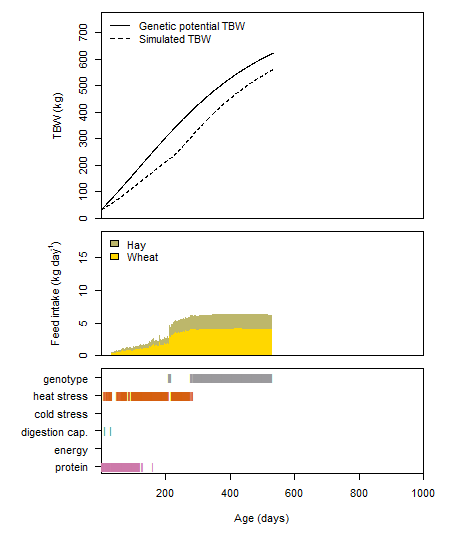 Genetic potential TBW
Simulated TBW
TBW (kg)
0
100
200
300
400
500
600
700
Hay
Wheat
Feed intake (kg day⁻¹)
0
5
10
15
genotype
heat stress
cold stress
digestion cap.
energy
protein
200 400 600 800 1000
Age (days)